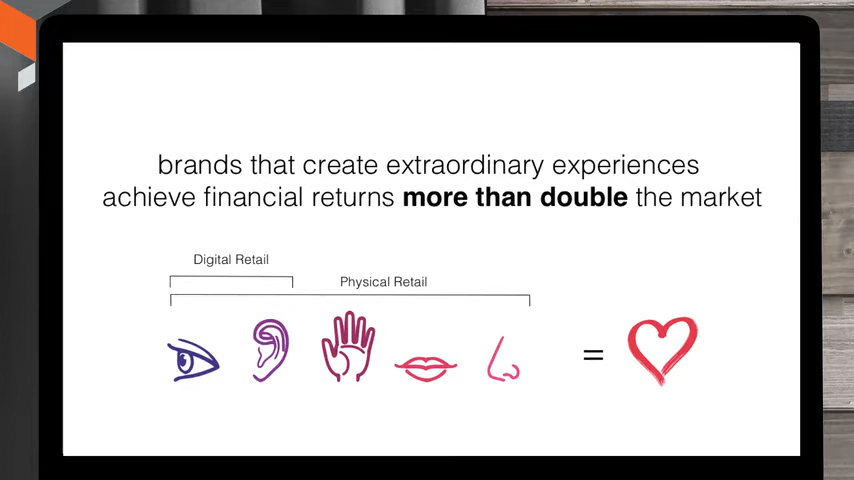 brands that create extraordinary experiences
achieve financial returns more than double the market
Digital Retail
Physical Retail
=